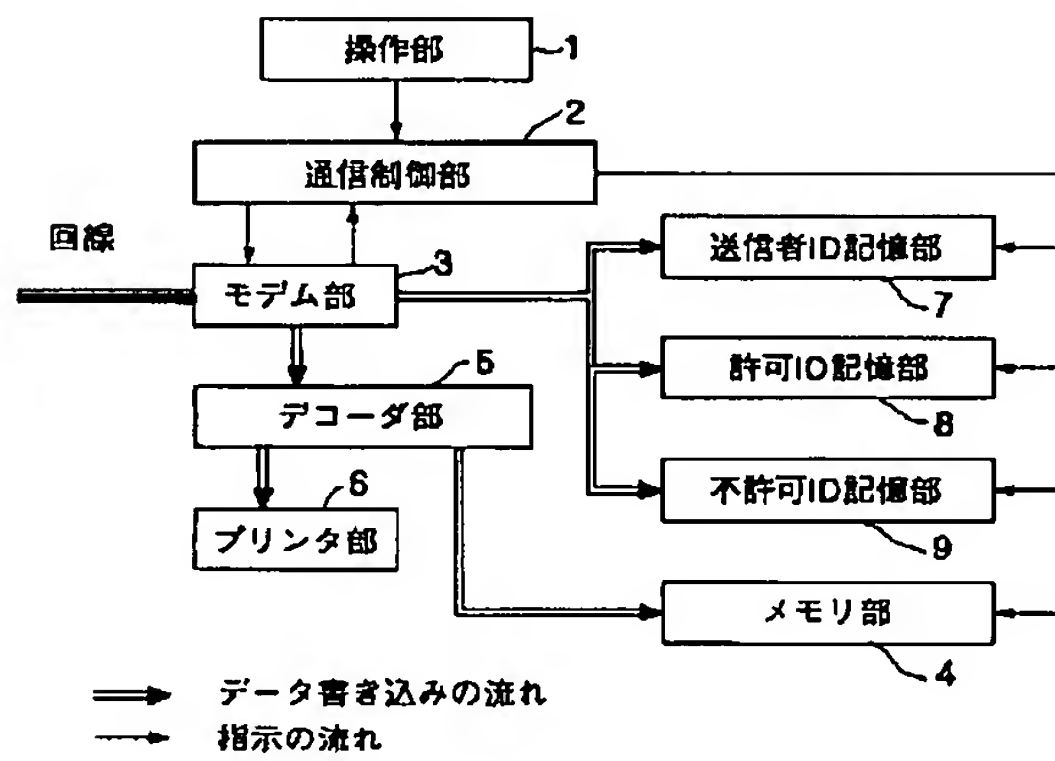 操作部 1
2
通信制御部
回線
3
モデム部
送信者ID記憶部
7
5
デコーダ部
許可ID記憶部
8
6
プリンタ部
不許可ID記憶部
9
メモリ部
4
データ書き込みの流れ
指示の流れ